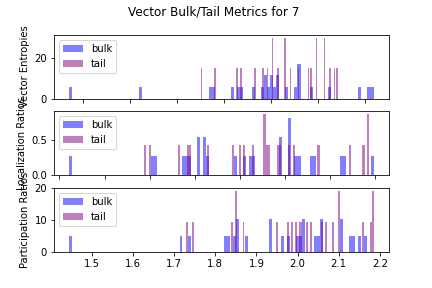 Vector Bulk/Tail Metrics for 7
Vector Entropies
20
0
bulk
tail
Localization Ratios
0.5
0.0
bulk
tail
Participation Ratios
20
10
0
bulk
tail
1.5 1.6 1.7 1.8 1.9 2.0 2.1 2.2